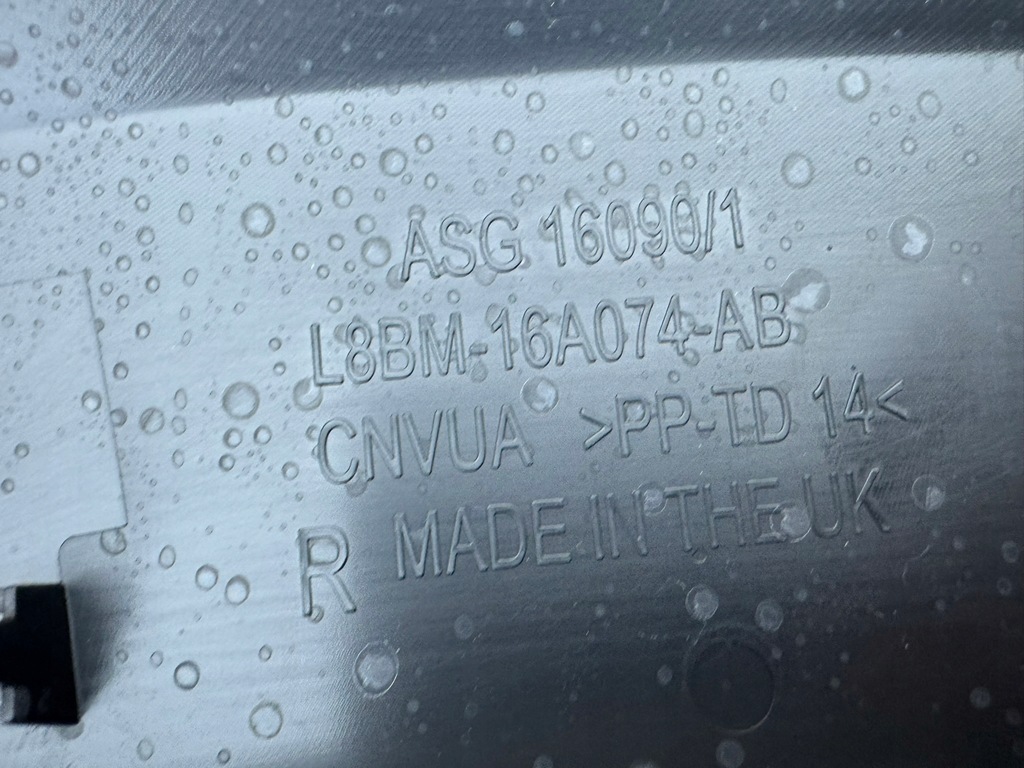 ASG 16090/1
L8BM-16A074-AB
CNVUA >PP-TD 14<
R MADE IN THE UK